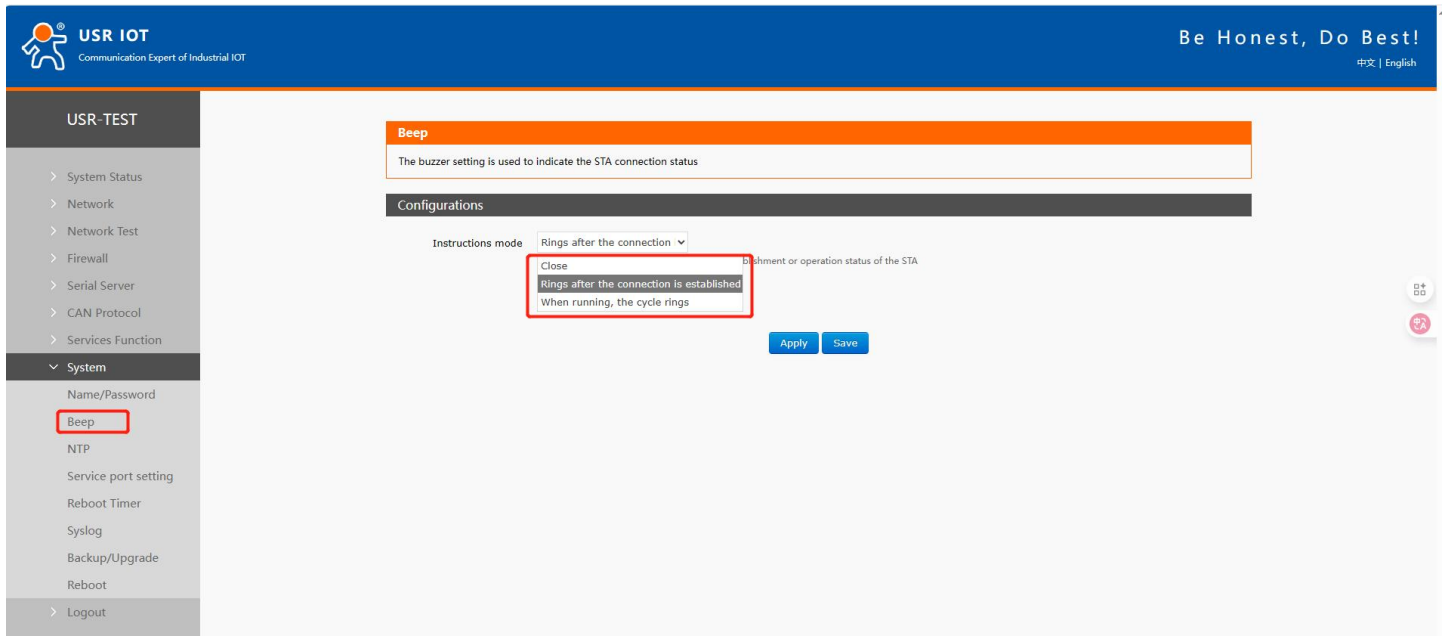 ®
USR IOT
Communication Expert of Industrial IOT
Be Honest, Do Best!
中文 | English
USR-TEST
System Status
Network
Network Test
Firewall
Serial Server
CAN Protocol
Services Function
System
Name/Password
Beep
NTP
Service port setting
Reboot Timer
Syslog
Backup/Upgrade
Reboot
Logout
Beep
The buzzer setting is used to indicate the STA connection status
Configurations
Instructions mode
Rings after the connection
Close
Rings after the connection is established
When running, the cycle rings
blishment or operation status of the STA
Apply
Save